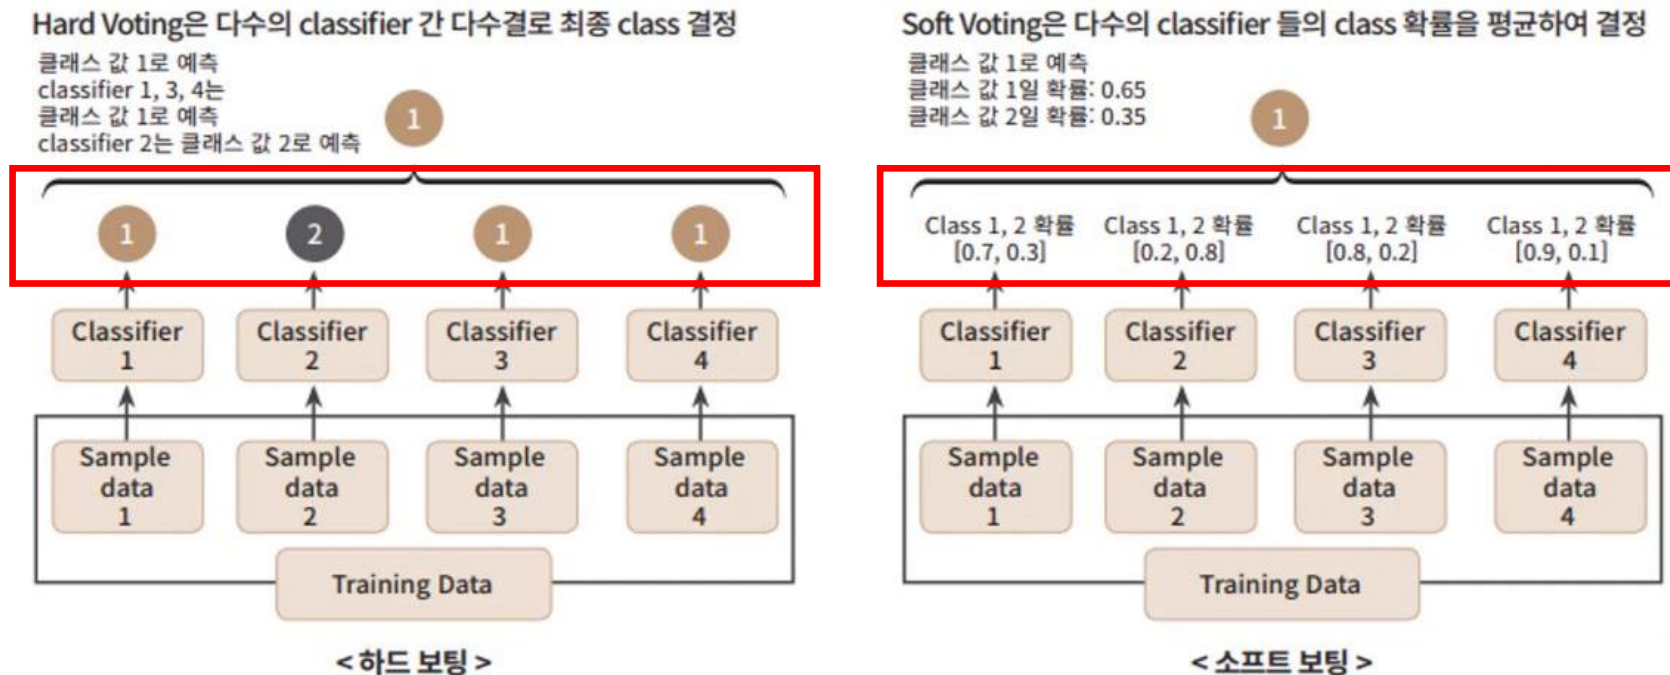 Hard Voting은 다수의 classifier 간 다수결로 최종 class 결정
클래스 값 1로 예측
classifier 1, 3, 4는
클래스 값 1로 예측
classifier 2는 클래스 값 2로 예측
1
1
2
1
1
Classifier
1
Classifier
2
Classifier
3
Classifier
4
Sample
data
1
Sample
data
2
Sample
data
3
Sample
data
4
Training Data
< 하드 보팅 >
Soft Voting은 다수의 classifier 들의 class 확률을 평균하여 결정
클래스 값 1로 예측
클래스 값 1일 확률: 0.65
클래스 값 2일 확률: 0.35
1
Class 1, 2 확률
[0.7, 0.3]
Class 1, 2 확률
[0.2, 0.8]
Class 1, 2 확률
[0.8, 0.2]
Class 1, 2 확률
[0.9, 0.1]
Classifier
1
Classifier
2
Classifier
3
Classifier
4
Sample
data
1
Sample
data
2
Sample
data
3
Sample
data
4
Training Data
< 소프트 보팅 >